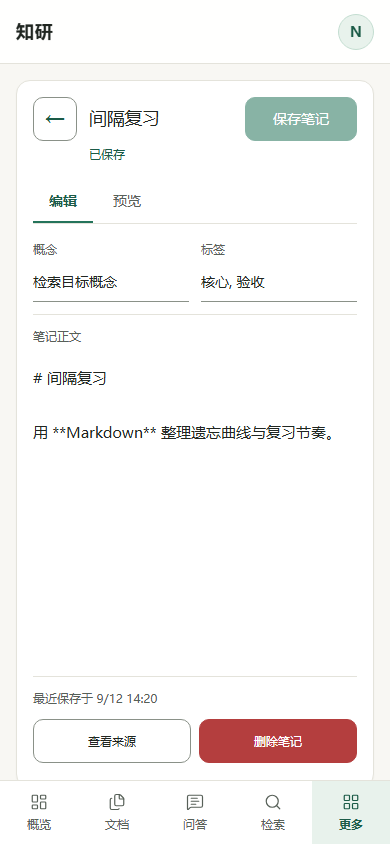 知研
N
←
间隔复习
保存笔记
已保存
编辑
预览
概念
标签
检索目标概念
核心, 验收
笔记正文
# 间隔复习
用 **Markdown** 整理遗忘曲线与复习节奏。
最近保存于 9/12 14:20
查看来源
删除笔记
概览
文档
问答
检索
更多